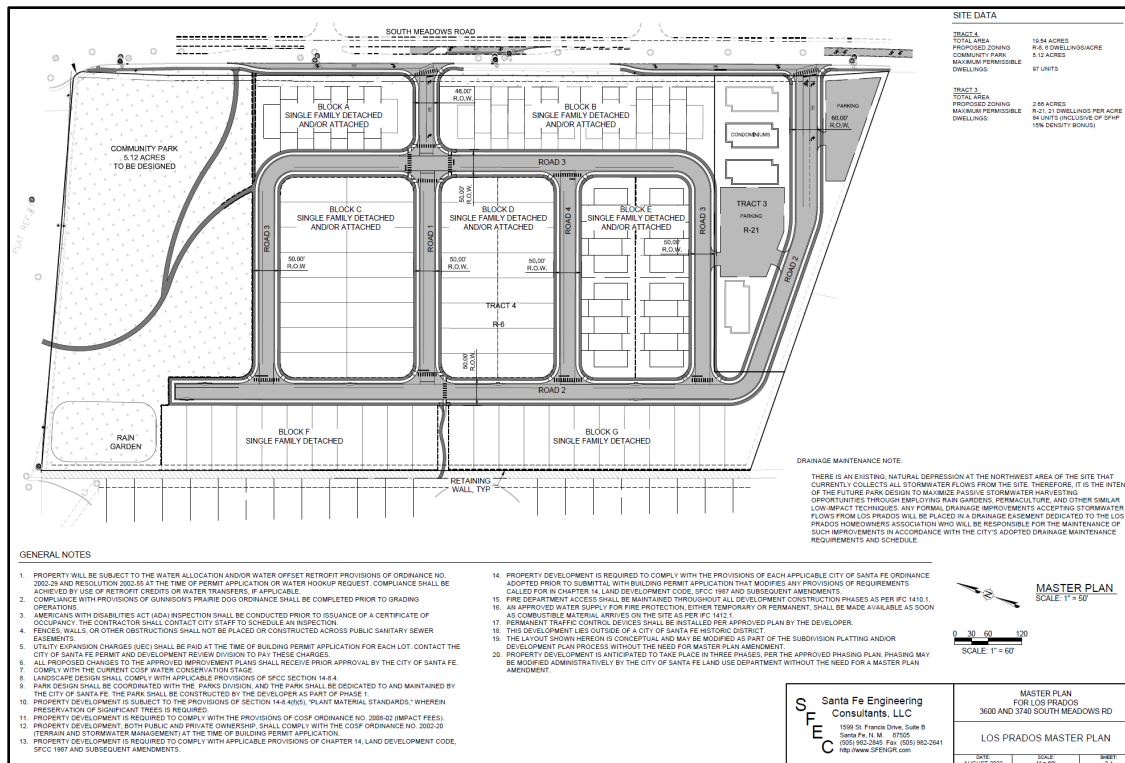 SITE DATA
TRACT 4
TOTAL AREA 19.54 ACRES
PROPOSED ZONING R-6, 6 DWELLINGS/ACRE
COMMUNITY PARK 5.12 ACRES
MAXIMUM PERMISSIBLE
DWELLINGS: 97 UNITS
TRACT 3
TOTAL AREA
PROPOSED ZONING 2.66 ACRES
MAXIMUM PERMISSIBLE R-21, 21 DWELLINGS PER ACRE
DWELLINGS: 64 UNITS (INCLUSIVE OF SFHP
15% DENSITY BONUS)
SOUTH MEADOWS ROAD
48.00'
R.O.W.
BLOCK A
SINGLE FAMILY DETACHED
AND/OR ATTACHED
BLOCK B
SINGLE FAMILY DETACHED
AND/OR ATTACHED
PARKING
60.00'
R.O.W.
CONDOMINIUMS
COMMUNITY PARK
5.12 ACRES
TO BE DESIGNED
ROAD 3
50.00'
R.O.W.
BLOCK C
SINGLE FAMILY DETACHED
AND/OR ATTACHED
BLOCK D
SINGLE FAMILY DETACHED
AND/OR ATTACHED
BLOCK E
SINGLE FAMILY DETACHED
AND/OR ATTACHED
TRACT 3
PARKING
R-21
ROAD 3
ROAD 1
ROAD 4
ROAD 3
ROAD 2
50.00'
R.O.W
50.00'
R.O.W.
50.00'
R.O.W.
50.00'
R.O.W.
TRACT 4
R-6
50.00'
R.O.W.
ROAD 2
RAIN
GARDEN
BLOCK F
SINGLE FAMILY DETACHED
BLOCK G
SINGLE FAMILY DETACHED
RETAINING
WALL, TYP
DRAINAGE MAINTENANCE NOTE:
THERE IS AN EXISTING, NATURAL DEPRESSION AT THE NORTHWEST AREA OF THE SITE THAT
CURRENTLY COLLECTS ALL STORMWATER FLOWS FROM THE SITE. THEREFORE, IT IS THE INTEN
OF THE FUTURE PARK DESIGN TO MAXIMIZE PASSIVE STORMWATER HARVESTING
OPPORTUNITIES THROUGH EMPLOYING RAIN GARDENS, PERMACULTURE, AND OTHER SIMILAR
LOW-IMPACT TECHNIQUES. ANY FORMAL DRAINAGE IMPROVEMENTS ACCEPTING STORMWATER
FLOWS FROM LOS PRADOS WILL BE PLACED IN A DRAINAGE EASEMENT DEDICATED TO THE LOS
PRADOS HOMEOWNERS ASSOCIATION WHO WILL BE RESPONSIBLE FOR THE MAINTENANCE OF
SUCH IMPROVEMENTS IN ACCORDANCE WITH THE CITY'S ADOPTED DRAINAGE MAINTENANCE
REQUIREMENTS AND SCHEDULE.
GENERAL NOTES
1. PROPERTY WILL BE SUBJECT TO THE WATER ALLOCATION AND/OR WATER OFFSET RETROFIT PROVISIONS OF ORDINANCE NO.
2002-29 AND RESOLUTION 2002-55 AT THE TIME OF PERMIT APPLICATION OR WATER HOOKUP REQUEST. COMPLIANCE SHALL BE
ACHIEVED BY USE OF RETROFIT CREDITS OR WATER TRANSFERS, IF APPLICABLE.
2. COMPLIANCE WITH PROVISIONS OF GUNNISON'S PRAIRIE DOG ORDINANCE SHALL BE COMPLETED PRIOR TO GRADING
OPERATIONS.
3. AMERICANS WITH DISABILITIES ACT (ADA) INSPECTION SHALL BE CONDUCTED PRIOR TO ISSUANCE OF A CERTIFICATE OF
OCCUPANCY. THE CONTRACTOR SHALL CONTACT CITY STAFF TO SCHEDULE AN INSPECTION.
4. FENCES, WALLS, OR OTHER OBSTRUCTIONS SHALL NOT BE PLACED OR CONSTRUCTED ACROSS PUBLIC SANITARY SEWER
EASEMENTS.
5. UTILITY EXPANSION CHARGES (UEC) SHALL BE PAID AT THE TIME OF BUILDING PERMIT APPLICATION FOR EACH LOT. CONTACT THE
CITY OF SANTA FE PERMIT AND DEVELOPMENT REVIEW DIVISION TO PAY THESE CHARGES.
6. ALL PROPOSED CHANGES TO THE APPROVED IMPROVEMENT PLANS SHALL RECEIVE PRIOR APPROVAL BY THE CITY OF SANTA FE.
7. COMPLY WITH THE CURRENT COSF WATER CONSERVATION STAGE.
8. LANDSCAPE DESIGN SHALL COMPLY WITH APPLICABLE PROVISIONS OF SFCC SECTION 14-8.4.
9. PARK DESIGN SHALL BE COORDINATED WITH THE PARKS DIVISION, AND THE PARK SHALL BE DEDICATED TO AND MAINTAINED BY
THE CITY OF SANTA FE. THE PARK SHALL BE CONSTRUCTED BY THE DEVELOPER AS PART OF PHASE 1.
10. PROPERTY DEVELOPMENT IS SUBJECT TO THE PROVISIONS OF SECTION 14-8.4(f)(5), "PLANT MATERIAL STANDARDS," WHEREIN
PRESERVATION OF SIGNIFICANT TREES IS REQUIRED.
11. PROPERTY DEVELOPMENT IS REQUIRED TO COMPLY WITH THE PROVISIONS OF COSF ORDINANCE NO. 2008-02 (IMPACT FEES).
12. PROPERTY DEVELOPMENT, BOTH PUBLIC AND PRIVATE OWNERSHIP, SHALL COMPLY WITH THE COSF ORDINANCE NO. 2002-20
(TERRAIN AND STORMWATER MANAGEMENT) AT THE TIME OF BUILDING PERMIT APPLICATION.
13. PROPERTY DEVELOPMENT IS REQUIRED TO COMPLY WITH APPLICABLE PROVISIONS OF CHAPTER 14, LAND DEVELOPMENT CODE,
SFCC 1987 AND SUBSEQUENT AMENDMENTS.
14. PROPERTY DEVELOPMENT IS REQUIRED TO COMPLY WITH THE PROVISIONS OF EACH APPLICABLE CITY OF SANTA FE ORDINANCE
ADOPTED PRIOR TO SUBMITTAL WITH BUILDING PERMIT APPLICATION THAT MODIFIES ANY PROVISIONS OF REQUIREMENTS
CALLED FOR IN CHAPTER 14, LAND DEVELOPMENT CODE, SFCC 1987 AND SUBSEQUENT AMENDMENTS.
15. FIRE DEPARTMENT ACCESS SHALL BE MAINTAINED THROUGHOUT ALL DEVELOPMENT CONSTRUCTION PHASES AS PER IFC 1410.1.
16. AN APPROVED WATER SUPPLY FOR FIRE PROTECTION, EITHER TEMPORARY OR PERMANENT, SHALL BE MADE AVAILABLE AS SOON
AS COMBUSTIBLE MATERIAL ARRIVES ON THE SITE AS PER IFC 1412.1.
17. PERMANENT TRAFFIC CONTROL DEVICES SHALL BE INSTALLED PER APPROVED PLAN BY THE DEVELOPER.
18. THIS DEVELOPMENT LIES OUTSIDE OF A CITY OF SANTA FE HISTORIC DISTRICT.
19. THE LAYOUT SHOWN HEREON IS CONCEPTUAL AND MAY BE MODIFIED AS PART OF THE SUBDIVISION PLATTING AND/OR
DEVELOPMENT PLAN PROCESS WITHOUT THE NEED FOR MASTER PLAN AMENDMENT.
20. PROPERTY DEVELOPMENT IS ANTICIPATED TO TAKE PLACE IN THREE PHASES, PER THE APPROVED PHASING PLAN. PHASING MAY
BE MODIFIED ADMINISTRATIVELY BY THE CITY OF SANTA FE LAND USE DEPARTMENT WITHOUT THE NEED FOR A MASTER PLAN
AMENDMENT.
MASTER PLAN
SCALE: 1" = 50'
0 30 60 120
SCALE: 1" = 60'
SFEC
Santa Fe Engineering
Consultants, LLC
1599 St. Francis Drive, Suite B
Santa Fe, N. M. 87505
(505) 982-2845 Fax (505) 982-2641
http://www.SFENGR.com
MASTER PLAN
FOR LOS PRADOS
3600 AND 3740 SOUTH MEADOWS RD
LOS PRADOS MASTER PLAN
DATE: SCALE: SHEET: